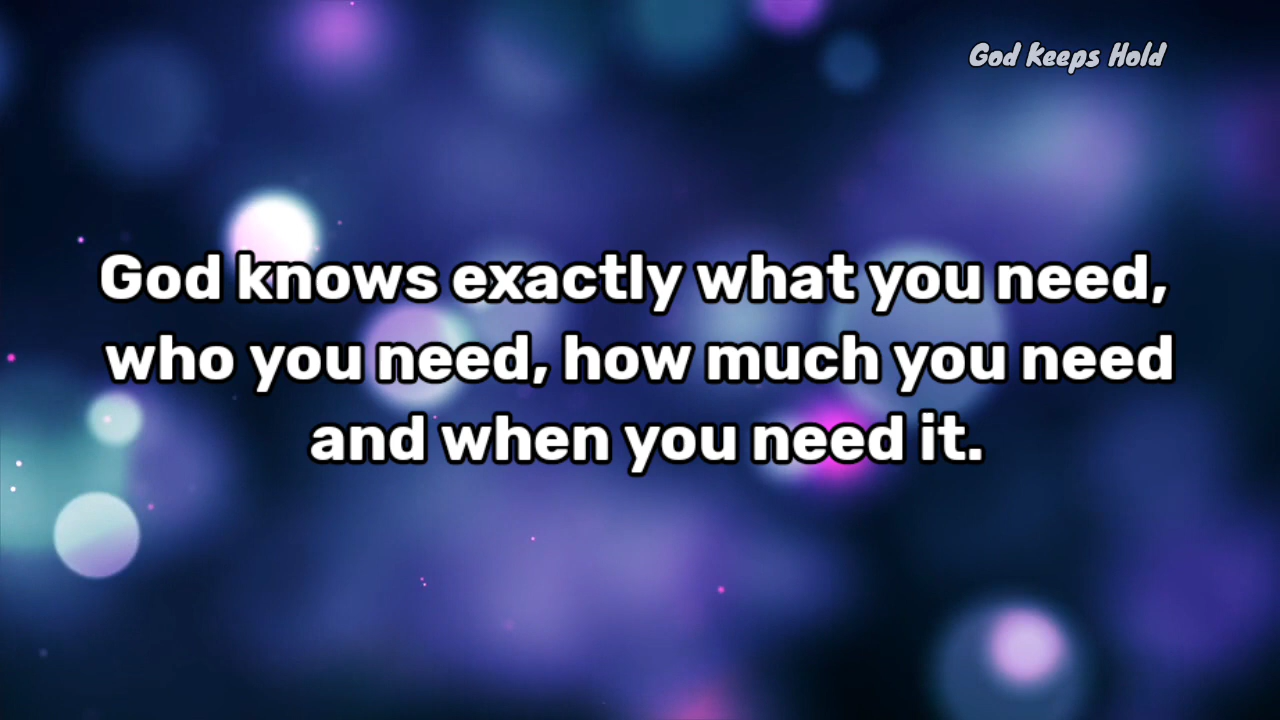 God Keeps Hold
God knows exactly what you need,
who you need, how much you need
and when you need it.